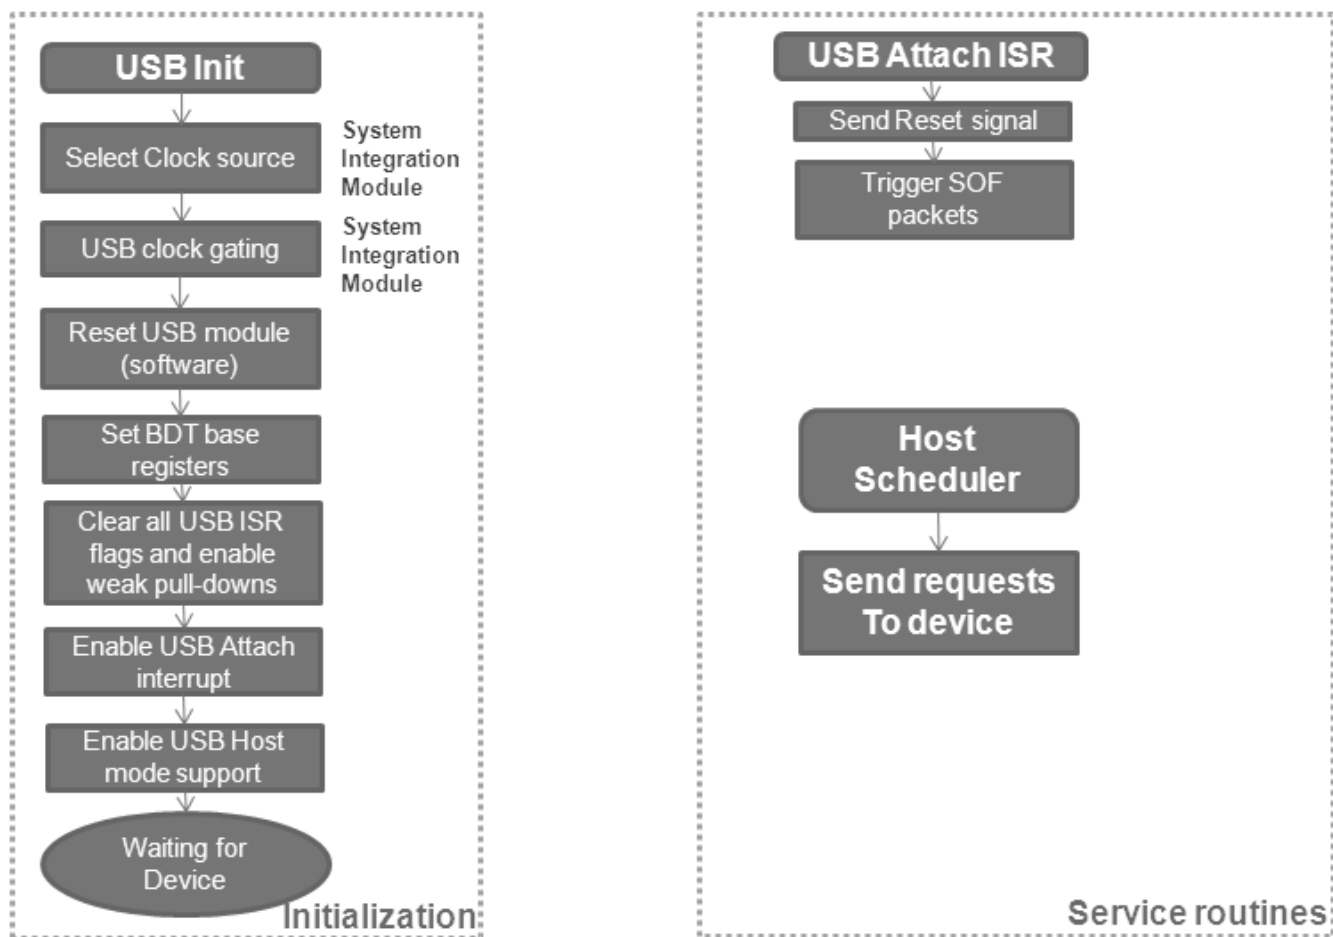 USB Init
Select Clock source
System
Integration
Module
USB clock gating
System
Integration
Module
Reset USB module
(software)
Set BDT base
registers
Clear all USB ISR
flags and enable
weak pull-downs
Enable USB Attach
interrupt
Enable USB Host
mode support
Waiting for
Device
Initialization
USB Attach ISR
Send Reset signal
Trigger SOF
packets
Host
Scheduler
Send requests
To device
Service routines